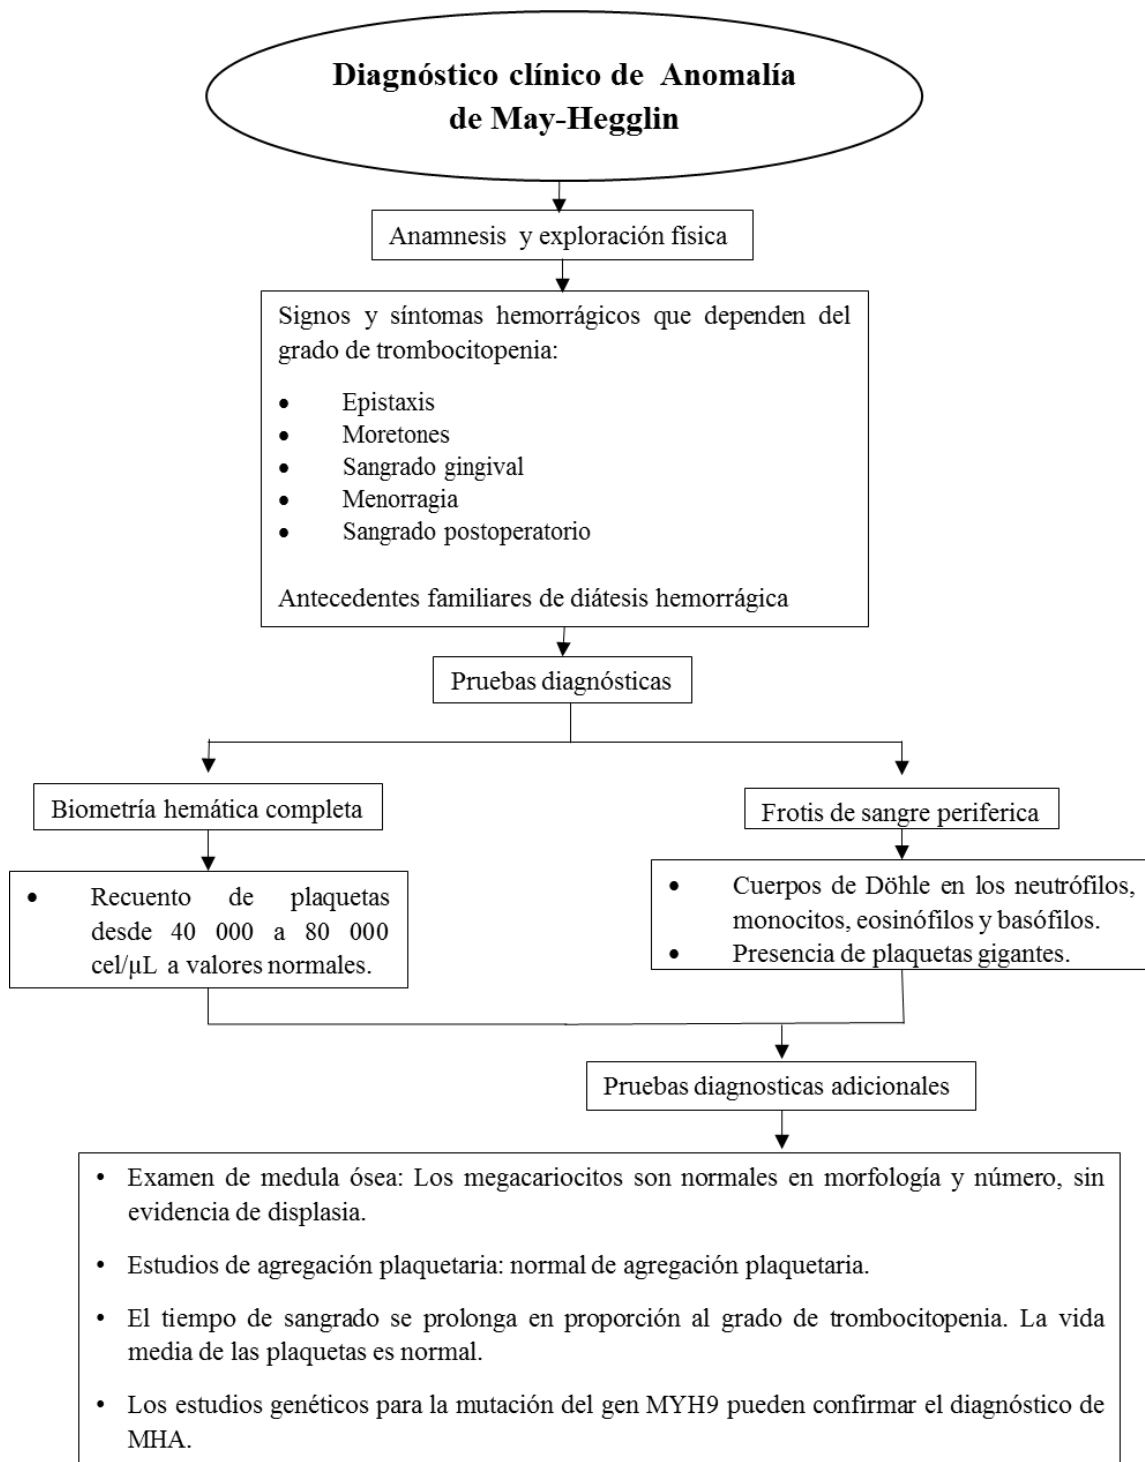 Diagnóstico clínico de Anomalía
de May-Hegglin
Anamnesis y exploración física
Signos y síntomas hemorrágicos que dependen del
grado de trombocitopenia:
• Epistaxis
• Moretones
• Sangrado gingival
• Menorragia
• Sangrado postoperatorio
Antecedentes familiares de diátesis hemorrágica
Pruebas diagnósticas
Biometría hemática completa
• Recuento de plaquetas
desde 40 000 a 80 000
cel/μL a valores normales.
Frotis de sangre periferica
• Cuerpos de Döhle en los neutrófilos,
monocitos, eosinófilos y basófilos.
• Presencia de plaquetas gigantes.
Pruebas diagnosticas adicionales
• Examen de medula ósea: Los megacariocitos son normales en morfología y número, sin
evidencia de displasia.
• Estudios de agregación plaquetaria: normal de agregación plaquetaria.
• El tiempo de sangrado se prolonga en proporción al grado de trombocitopenia. La vida
media de las plaquetas es normal.
• Los estudios genéticos para la mutación del gen MYH9 pueden confirmar el diagnóstico de
MHA.